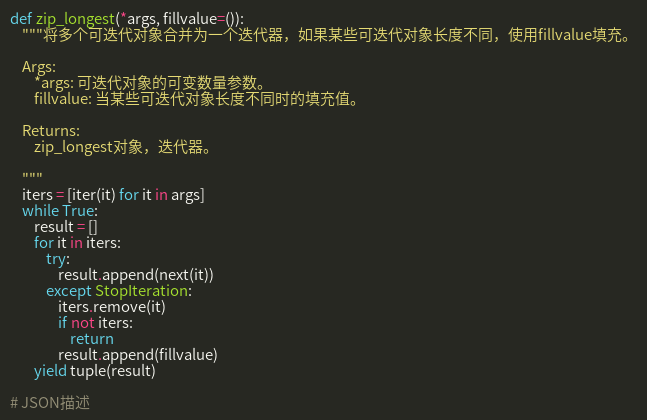 def zip_longest(*args, fillvalue=()):
    """将多个可迭代对象合并为一个迭代器，如果某些可迭代对象长度不同，使用fillvalue填充。

    Args:
        *args: 可迭代对象的可变数量参数。
        fillvalue: 当某些可迭代对象长度不同时的填充值。

    Returns:
        zip_longest对象，迭代器。

    """
    iters = [iter(it) for it in args]
    while True:
        result = []
        for it in iters:
            try:
                result.append(next(it))
            except StopIteration:
                iters.remove(it)
                if not iters:
                    return
                result.append(fillvalue)
        yield tuple(result)

# JSON描述